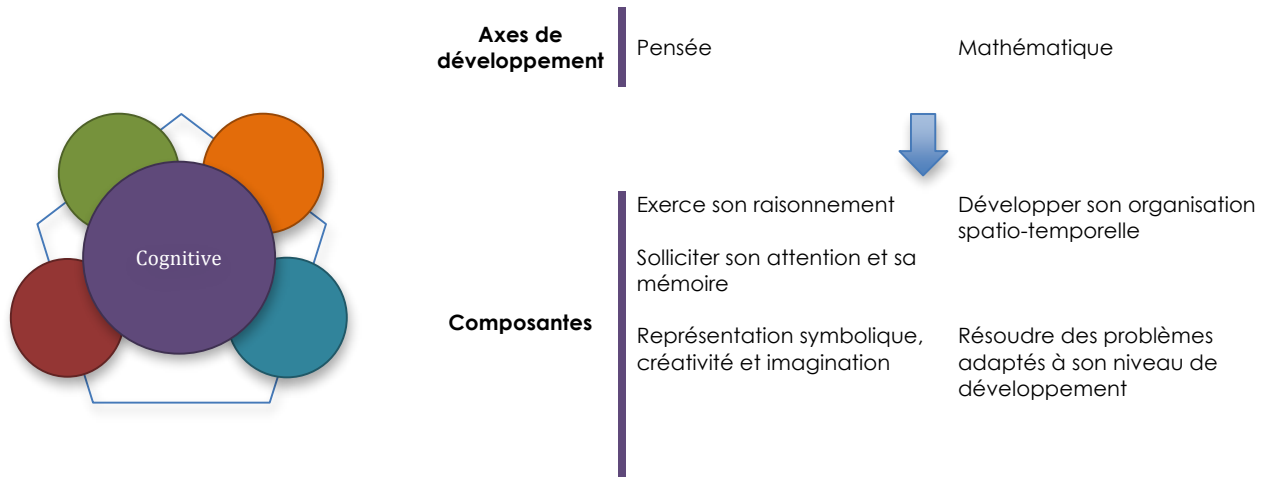 Axes de
développement
Pensée
Mathématique
Cognitive
Composantes
Exerce son raisonnement
Solliciter son attention et sa
mémoire
Représentation symbolique,
créativité et imagination
Développer son organisation
spatio-temporelle
Résoudre des problèmes
adaptés à son niveau de
développement